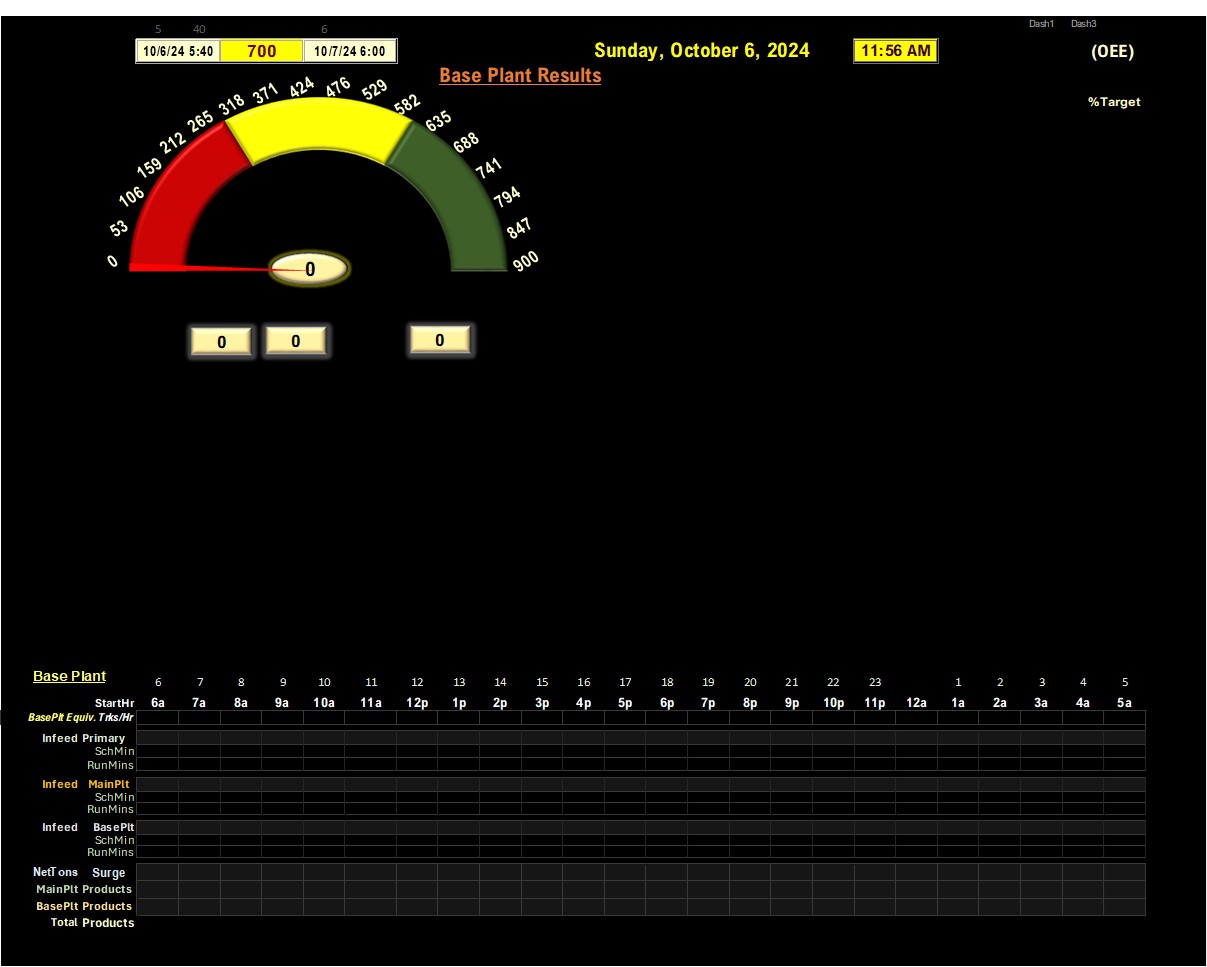 Dash1 Dash3
5 40 6
10/6/24 5:40 700 10/7/24 6:00 Sunday, October 6, 2024 11:56 AM (OEE)
Base Plant Results
%Target
0 53 106 159 212 265 318 371 424 476 529 582 635 688 741 794 847 900
0
0 0 0
Base Plant 6 7 8 9 10 11 12 13 14 15 16 17 18 19 20 21 22 23 1 2 3 4 5
StartHr 6a 7a 8a 9a 10a 11a 12p 1p 2p 3p 4p 5p 6p 7p 8p 9p 10p 11p 12a 1a 2a 3a 4a 5a
BasePlt Equiv. Trks/Hr
Infeed Primary
SchMin
RunMins
Infeed MainPlt
SchMin
RunMins
Infeed BasePlt
SchMin
RunMins
NetTons Surge
MainPlt Products
BasePlt Products
Total Products